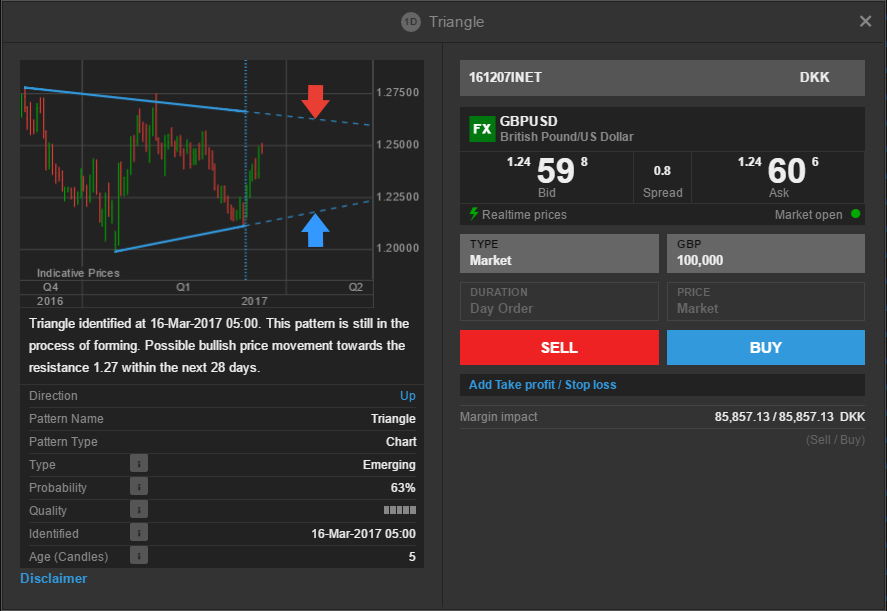 1D Triangle
1.27500
1.25000
1.22500
1.20000
Indicative Prices
Q4 Q1 Q2
2016 2017
Triangle identified at 16-Mar-2017 05:00. This pattern is still in the
process of forming. Possible bullish price movement towards the
resistance 1.27 within the next 28 days.
Direction Up
Pattern Name Triangle
Pattern Type Chart
Type i Emerging
Probability i 63%
Quality i
Identified i 16-Mar-2017 05:00
Age (Candles) i 5
Disclaimer
161207INET DKK
FX GBPUSD
British Pound/US Dollar
1.24 59 8 0.8 1.24 60 6
Bid Spread Ask
Realtime prices Market open
TYPE GBP
Market 100,000
DURATION PRICE
Day Order Market
SELL BUY
Add Take profit / Stop loss
Margin impact 85,857.13 / 85,857.13 DKK
(Sell / Buy)